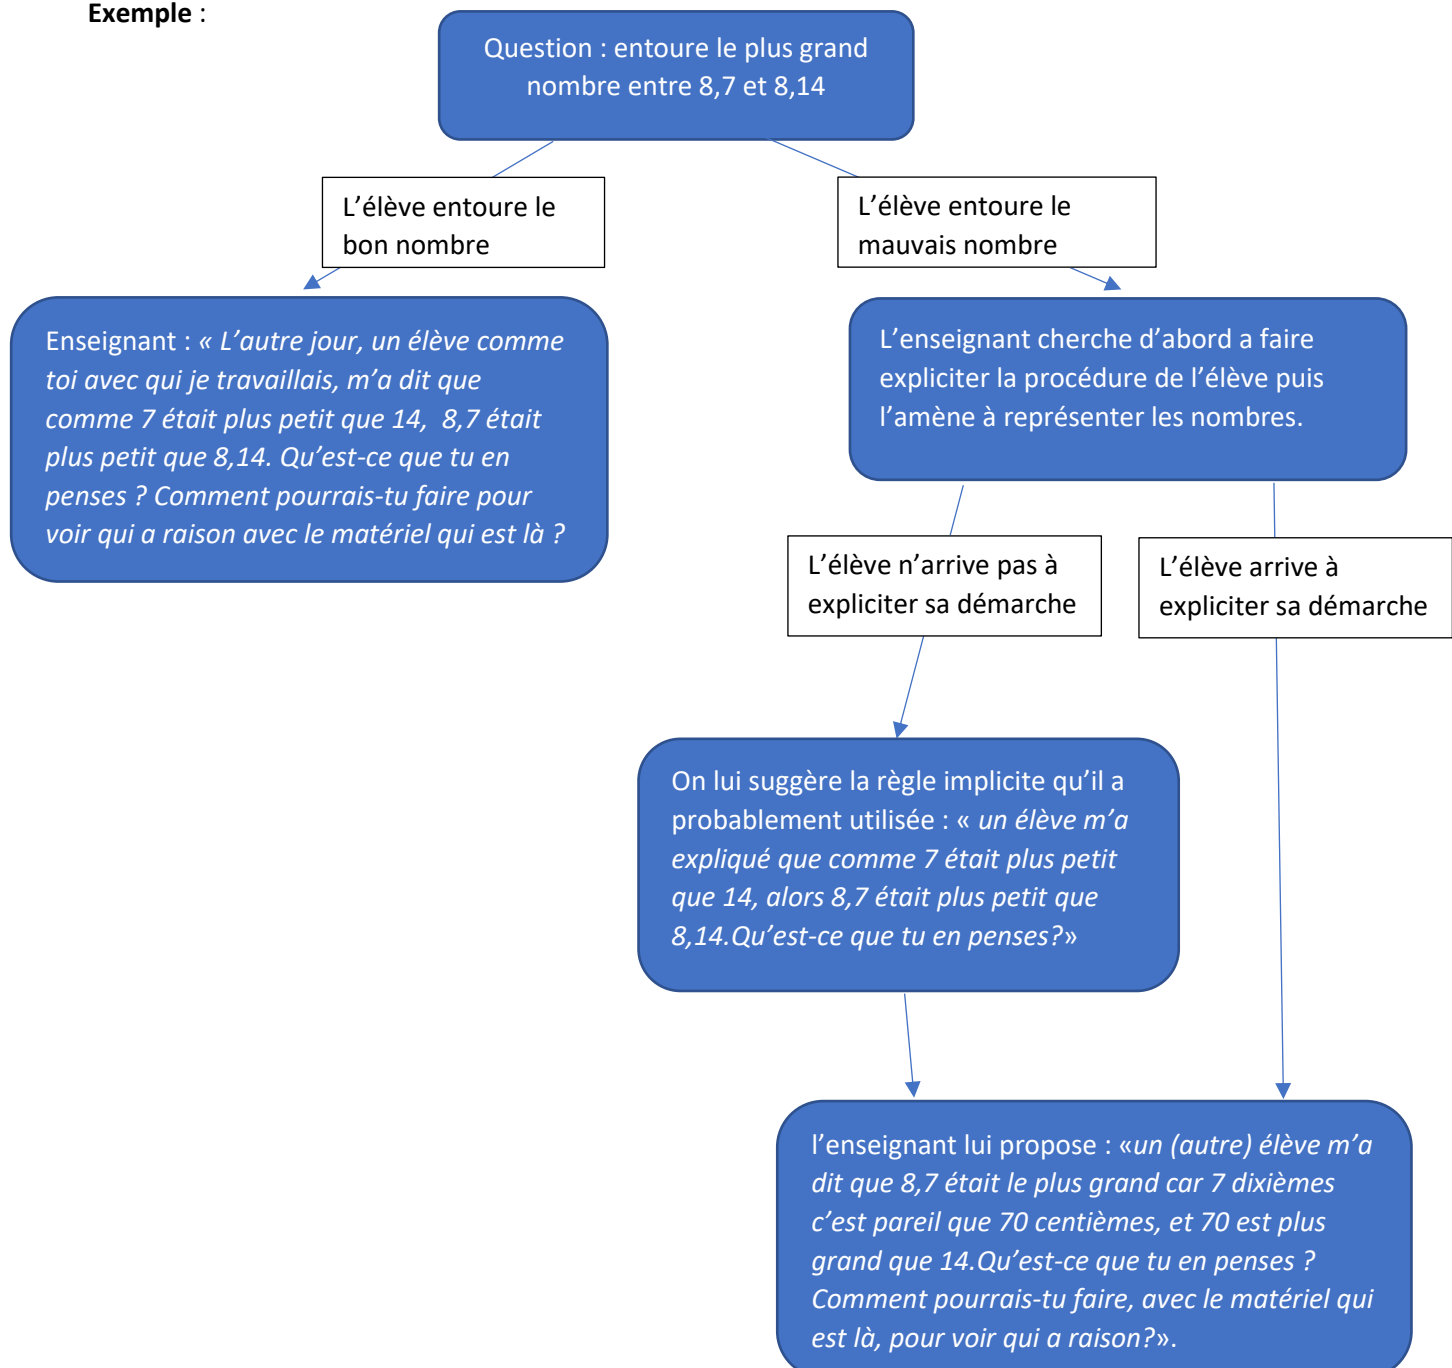 Exemple :
Question : entoure le plus grand
nombre entre 8,7 et 8,14
L’élève entoure le
bon nombre
L’élève entoure le
mauvais nombre
Enseignant : « L’autre jour, un élève comme
toi avec qui je travaillais, m’a dit que
comme 7 était plus petit que 14,  8,7 était
plus petit que 8,14. Qu’est-ce que tu en
penses ? Comment pourrais-tu faire pour
voir qui a raison avec le matériel qui est là ?
L’enseignant cherche d’abord a faire
expliciter la procédure de l’élève puis
l’amène à représenter les nombres.
L’élève n’arrive pas à
expliciter sa démarche
L’élève arrive à
expliciter sa démarche
On lui suggère la règle implicite qu’il a
probablement utilisée : « un élève m’a
expliqué que comme 7 était plus petit
que 14, alors 8,7 était plus petit que
8,14.Qu’est-ce que tu en penses?»
l’enseignant lui propose : «un (autre) élève m’a
dit que 8,7 était le plus grand car 7 dixièmes
c’est pareil que 70 centièmes, et 70 est plus
grand que 14.Qu’est-ce que tu en penses ?
Comment pourrais-tu faire, avec le matériel qui
est là, pour voir qui a raison?».